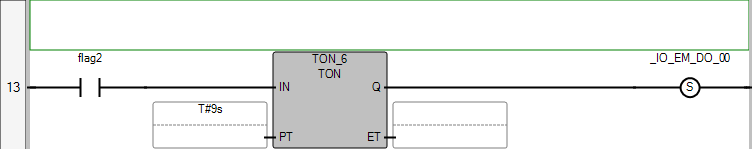 flag2
TON_6
_IO_EM_DO_00
TON
13
IN
Q
S
T#9s
PT
ET